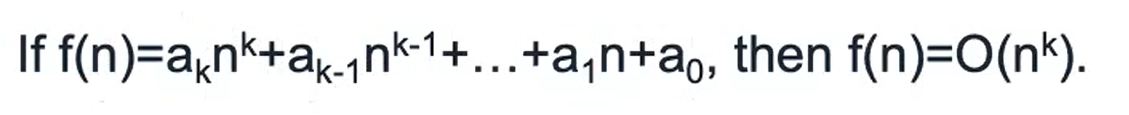 If f(n)=aₖnᵏ+aₖ₋₁nᵏ⁻¹+...+a₁n+a₀, then f(n)=O(nᵏ).